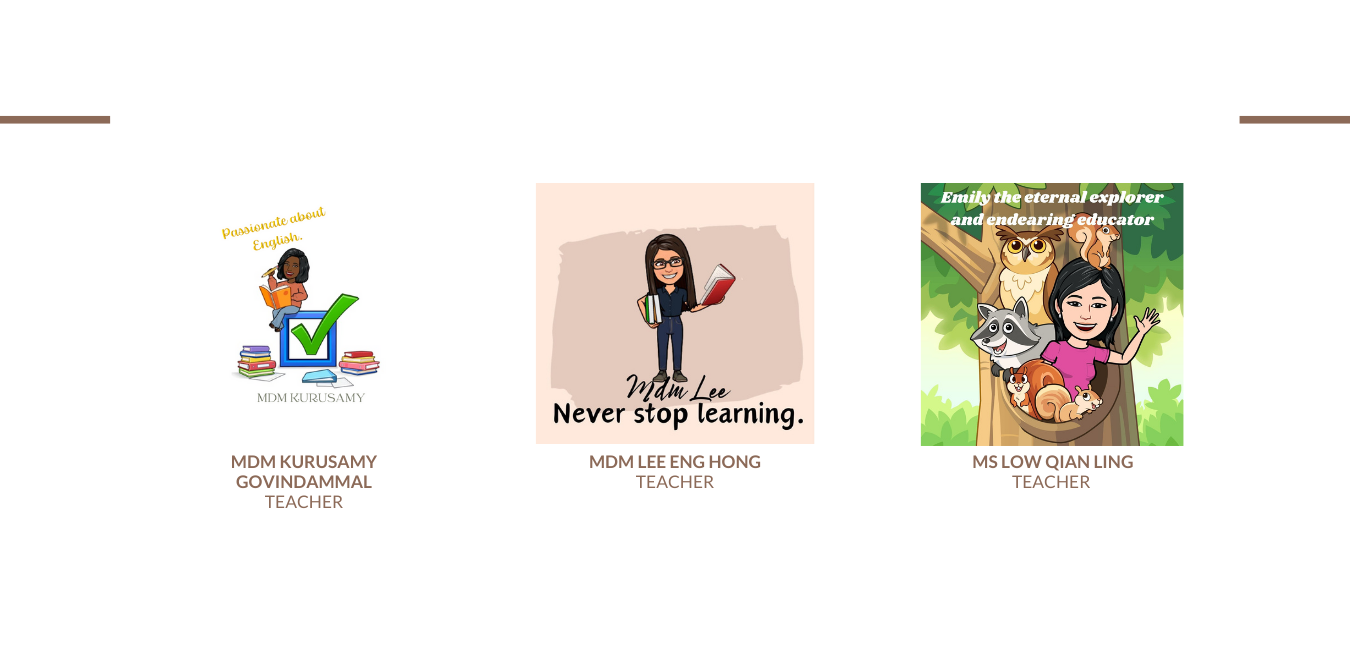 Passionate about
English.
MDM KURUSAMY
MDM KURUSAMY
GOVINDAMMAL
TEACHER
Mdm Lee
Never stop learning.
MDM LEE ENG HONG
TEACHER
Emily the eternal explorer
and endearing educator
MS LOW QIAN LING
TEACHER